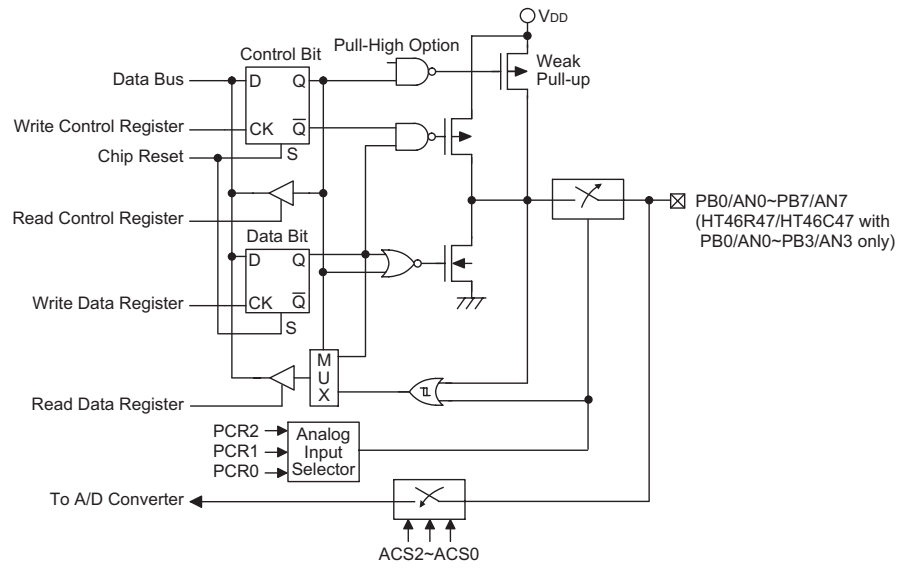 VDD
Control Bit
Pull-High Option
Data Bus
D
Q
Weak
Pull-up
Write Control Register
CK
Q
Chip Reset
S
Read Control Register
PB0/AN0~PB7/AN7
(HT46R47/HT46C47 with
PB0/AN0~PB3/AN3 only)
Data Bit
D
Q
Write Data Register
CK
Q
S
M
U
X
Read Data Register
PCR2
PCR1
PCR0
Analog
Input
Selector
To A/D Converter
ACS2~ACS0